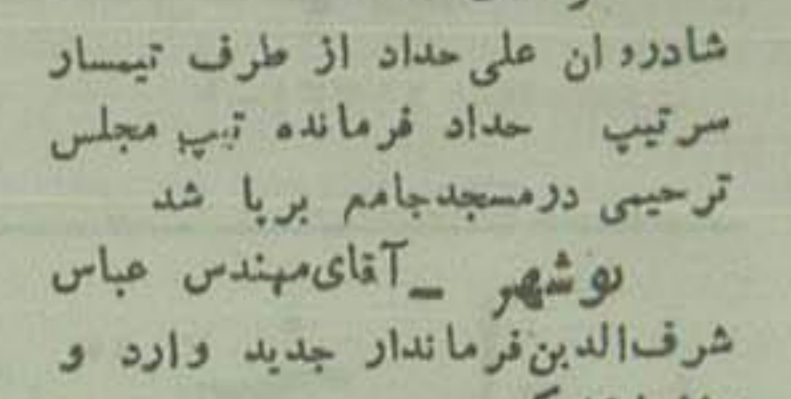 شادروان علی حداد از طرف تیمسار
سرتیپ حداد فرمانده تیپ مجلس
ترحیمی درمسجدجامع برپا شد
بوشهر ــ آقای مهندس عباس
شرف‌الدین فرماندار جدید وارد و